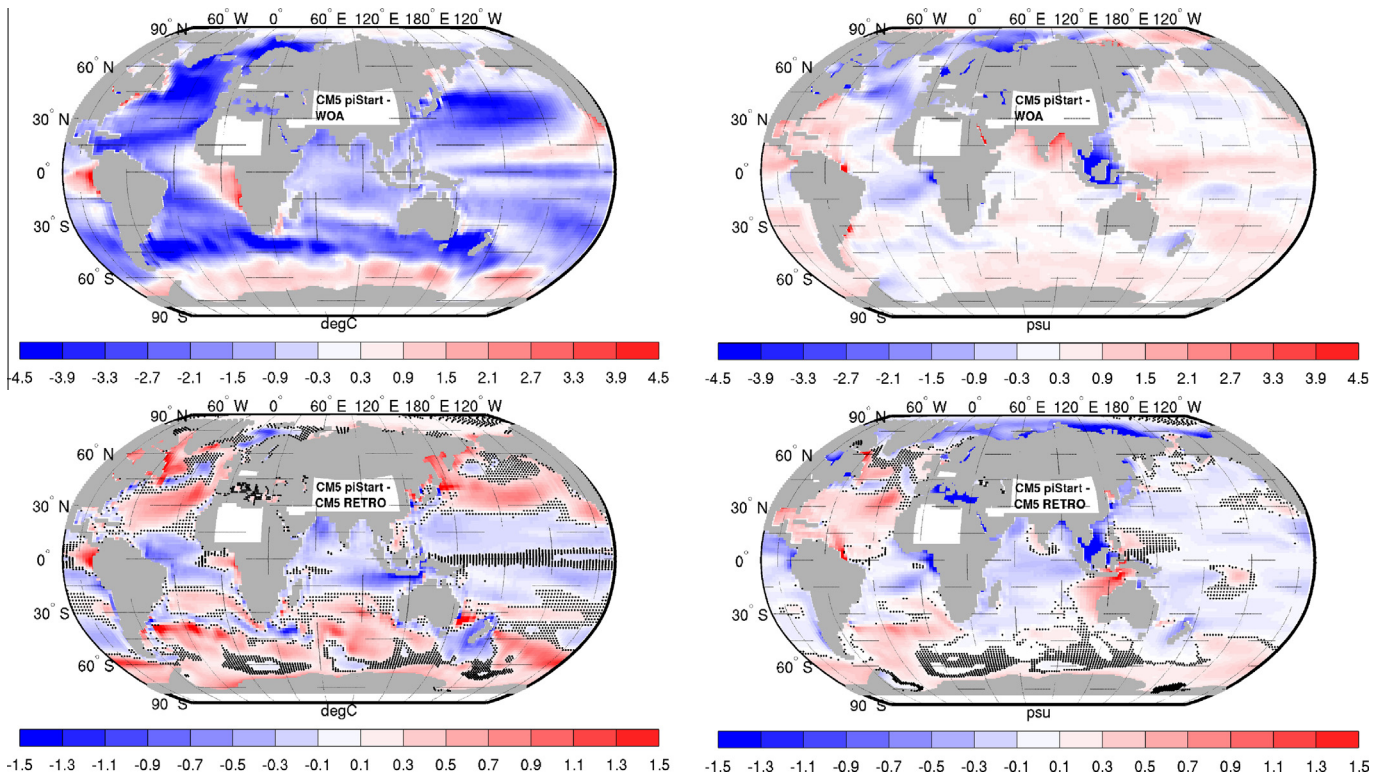 60° W 0° 60° E 120° E 180° E 120° W
90° N
60° N
30° N
0°
30° S
60° S
90° S
CM5 piStart -
WOA
degC
-4.5 -3.9 -3.3 -2.7 -2.1 -1.5 -0.9 -0.3 0.3 0.9 1.5 2.1 2.7 3.3 3.9 4.5
60° W 0° 60° E 120° E 180° E 120° W
90° N
60° N
30° N
0°
30° S
60° S
90° S
CM5 piStart -
WOA
psu
-4.5 -3.9 -3.3 -2.7 -2.1 -1.5 -0.9 -0.3 0.3 0.9 1.5 2.1 2.7 3.3 3.9 4.5
60° W 0° 60° E 120° E 180° E 120° W
90° N
60° N
30° N
0°
30° S
60° S
90° S
CM5 piStart -
CM5 RETRO
degC
-1.5 -1.3 -1.1 -0.9 -0.7 -0.5 -0.3 -0.1 0.1 0.3 0.5 0.7 0.9 1.1 1.3 1.5
60° W 0° 60° E 120° E 180° E 120° W
90° N
60° N
30° N
0°
30° S
60° S
90° S
CM5 piStart -
CM5 RETRO
psu
-1.5 -1.3 -1.1 -0.9 -0.7 -0.5 -0.3 -0.1 0.1 0.3 0.5 0.7 0.9 1.1 1.3 1.5